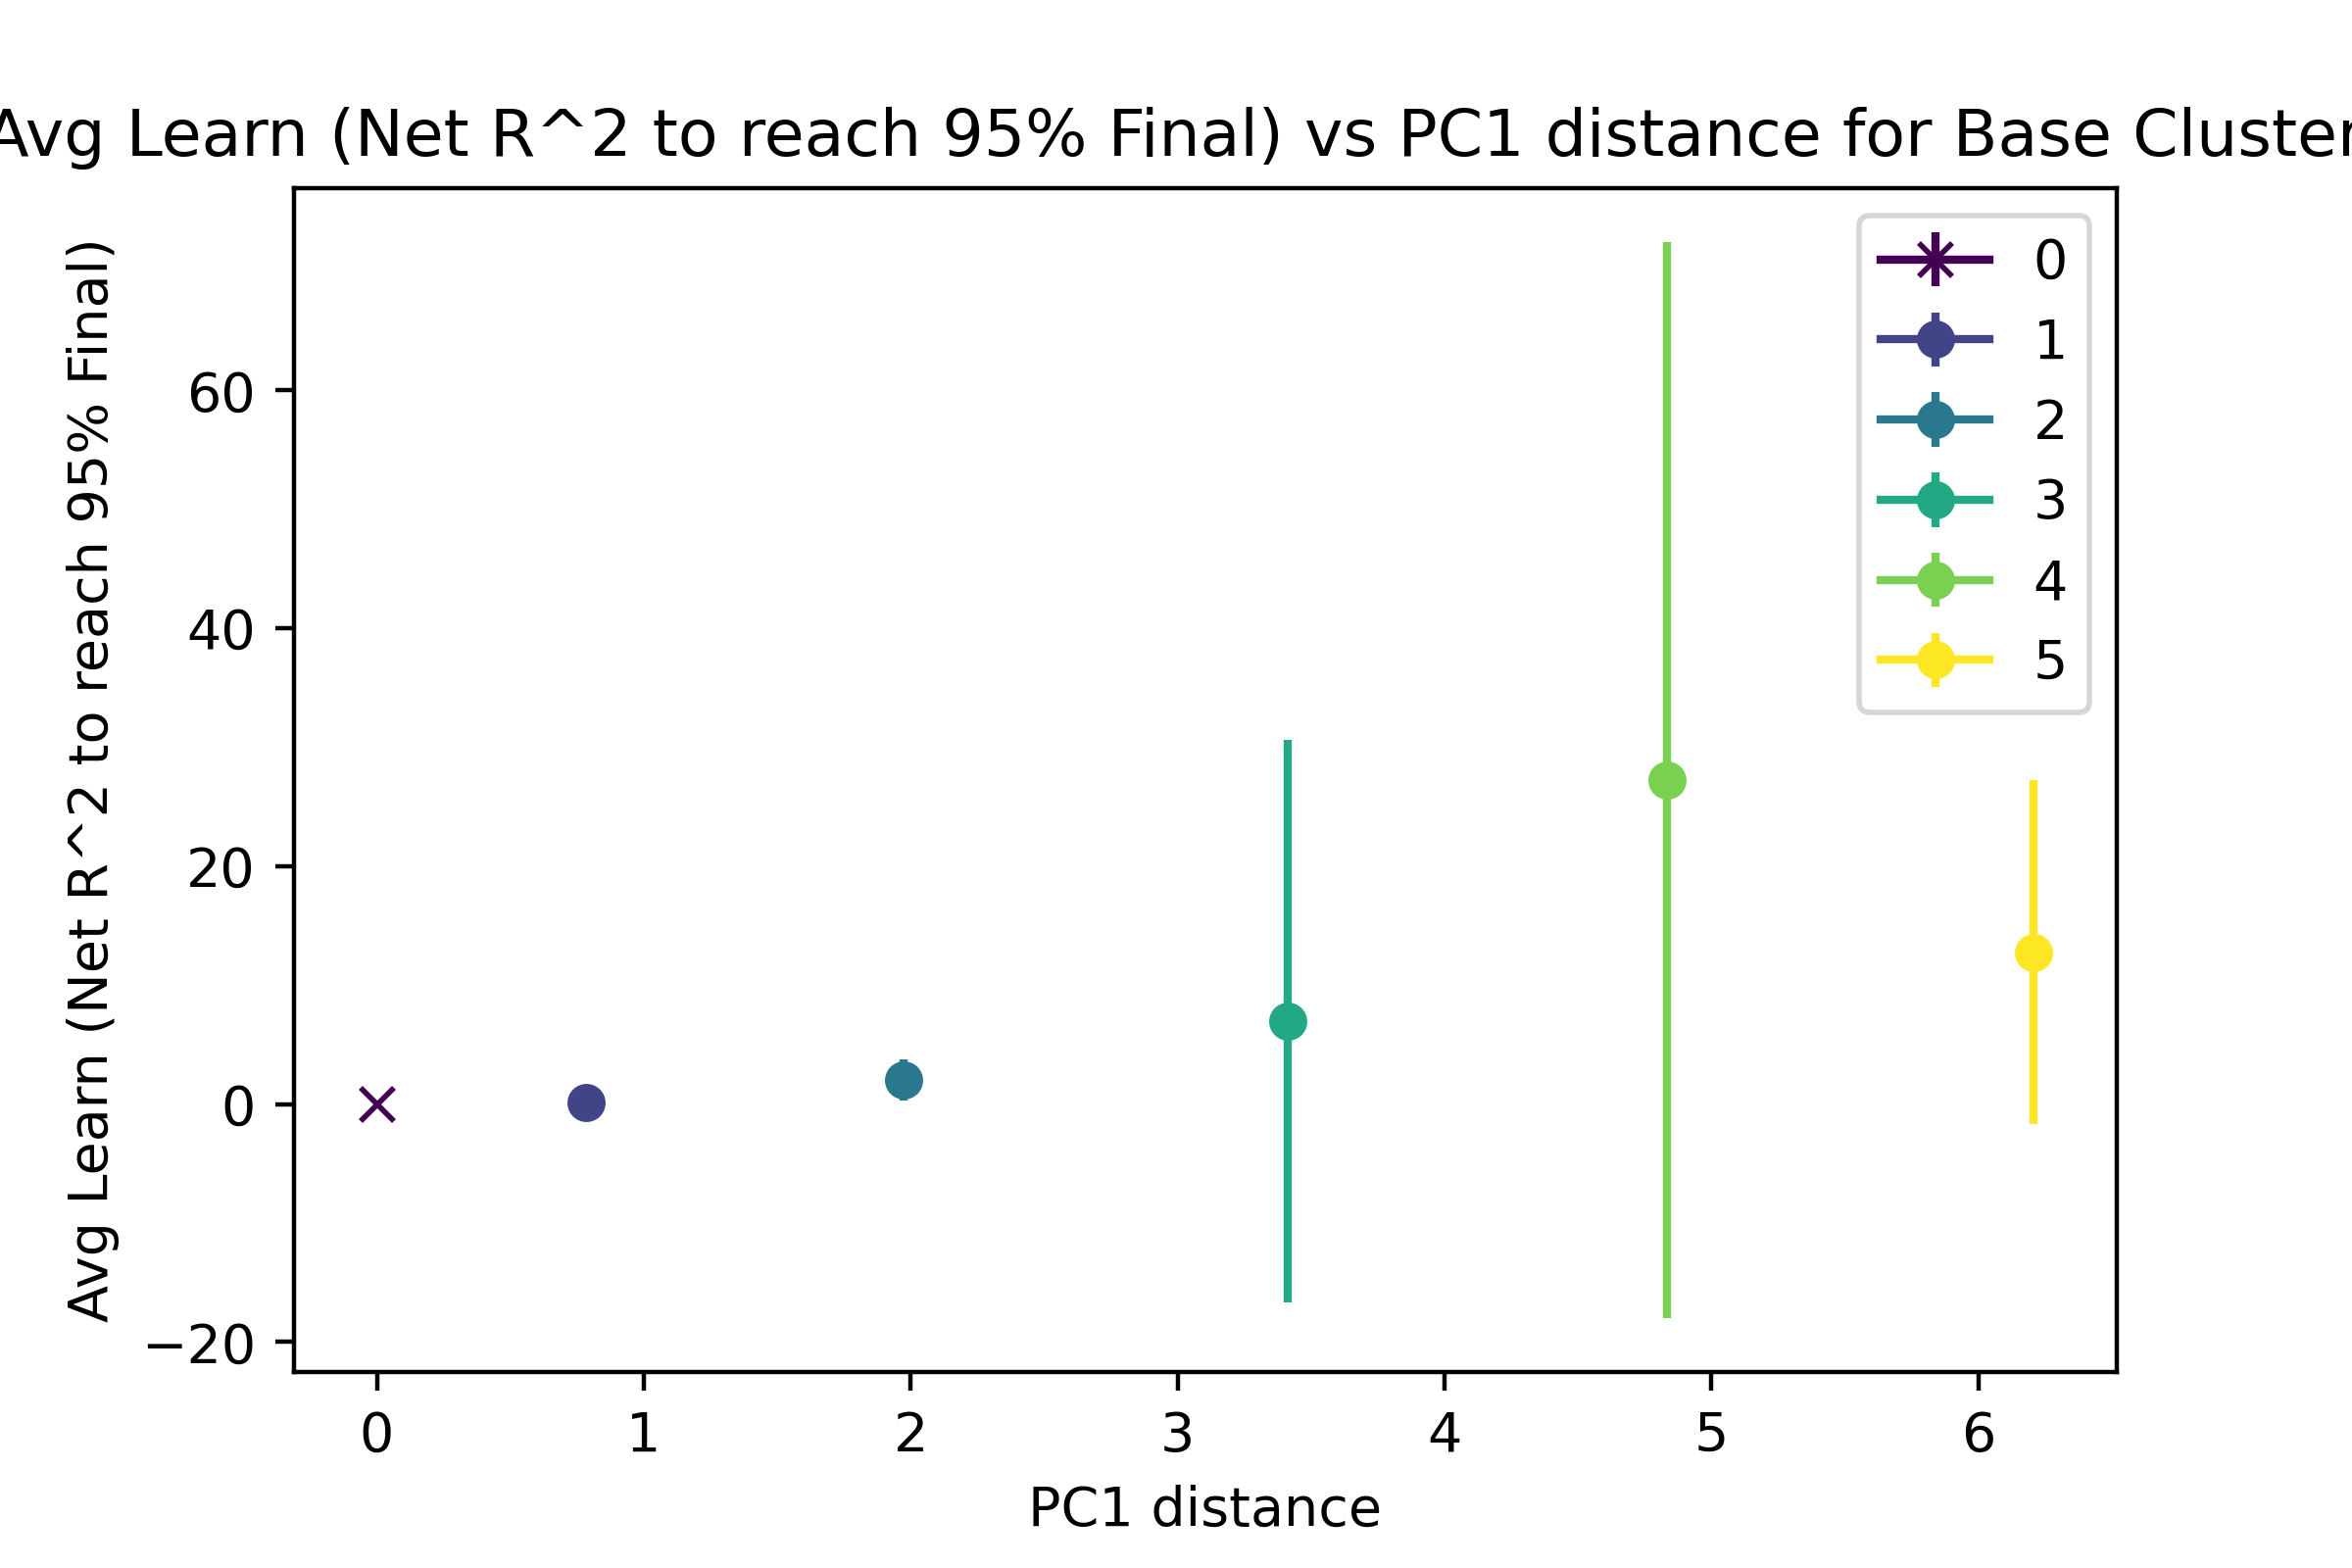 Avg Learn (Net R^2 to reach 95% Final) vs PC1 distance for Base Cluster
Avg Learn (Net R^2 to reach 95% Final)
60
40
20
0
−20
0
1
2
3
4
5
0 1 2 3 4 5 6
PC1 distance